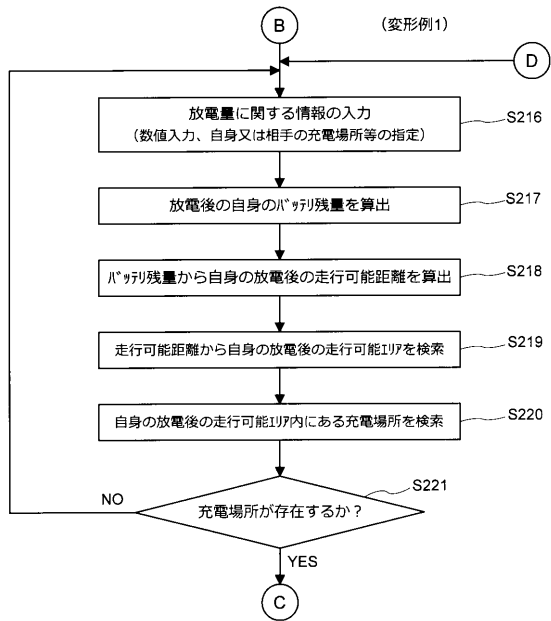 B
(変形例1)
D
放電量に関する情報の入力
(数値入力、自身又は相手の充電場所等の指定)
S216
放電後の自身のバッテリ残量を算出
S217
バッテリ残量から自身の放電後の走行可能距離を算出
S218
走行可能距離から自身の放電後の走行可能エリアを検索
S219
自身の放電後の走行可能エリア内にある充電場所を検索
S220
S221
充電場所が存在するか?
NO
YES
C